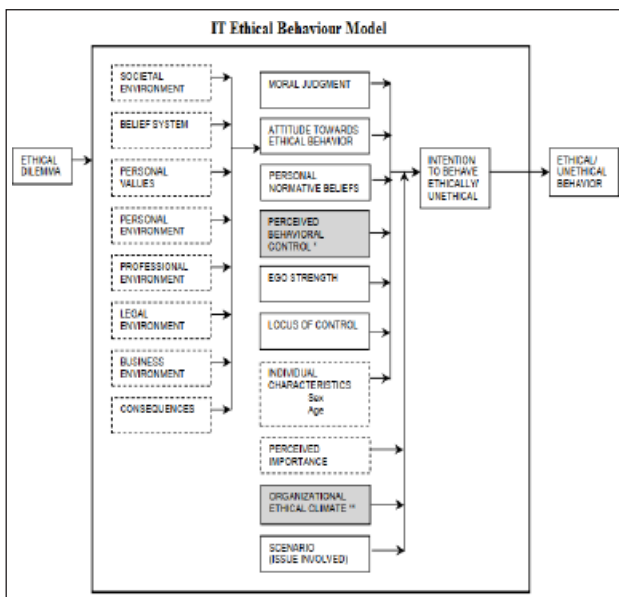 IT Ethical Behaviour Model
ETHICAL
DILEMMA
SOCIETAL
ENVIRONMENT
BELIEF SYSTEM
PERSONAL
VALUES
PERSONAL
ENVIRONMENT
PROFESSIONAL
ENVIRONMENT
LEGAL
ENVIRONMENT
BUSINESS
ENVIRONMENT
CONSEQUENCES
MORAL JUDGMENT
ATTITUDE TOWARDS
ETHICAL BEHAVIOR
PERSONAL
NORMATIVE BELIEFS
PERCEIVED
BEHAVIORAL
CONTROL *
EGO STRENGTH
LOCUS OF CONTROL
INDIVIDUAL
CHARACTERISTICS
Sex
Age
PERCEIVED
IMPORTANCE
ORGANIZATIONAL
ETHICAL CLIMATE **
SCENARIO
(ISSUE INVOLVED)
INTENTION
TO BEHAVE
ETHICALLY/
UNETHICAL
ETHICAL/
UNETHICAL
BEHAVIOR